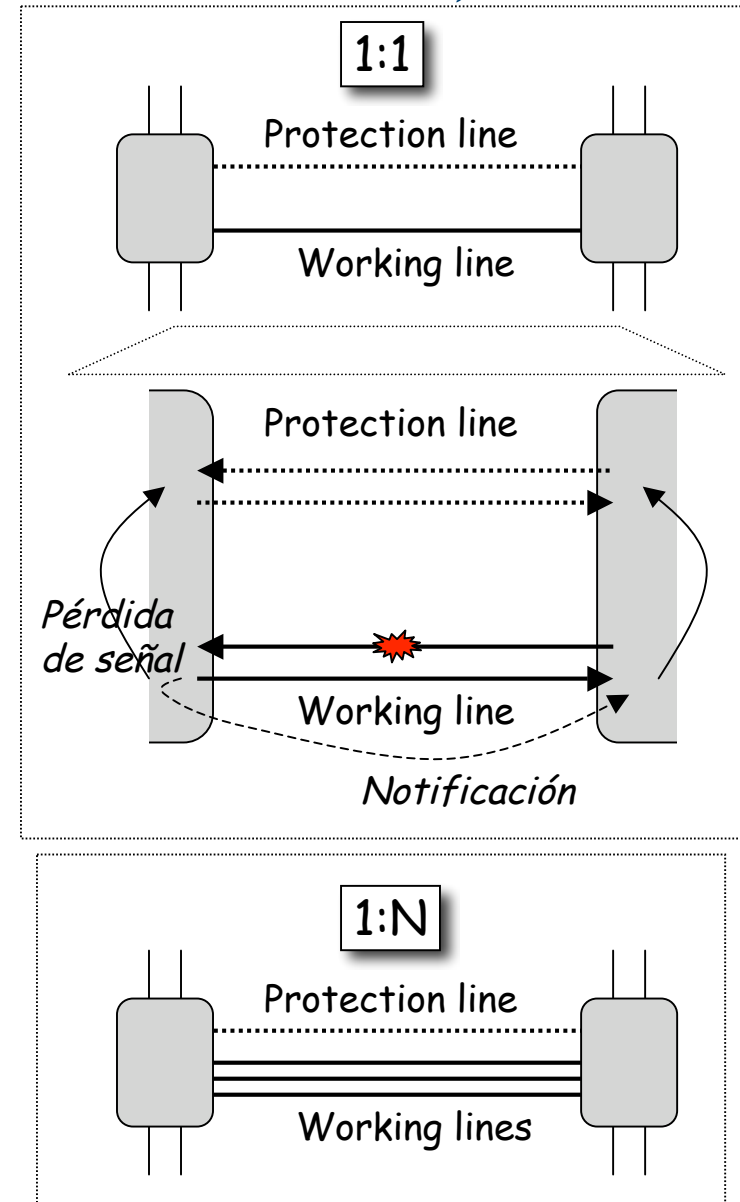 1:1
Protection line
Working line
Protection line
Pérdida
de señal
Working line
Notificación
1:N
Protection line
Working lines